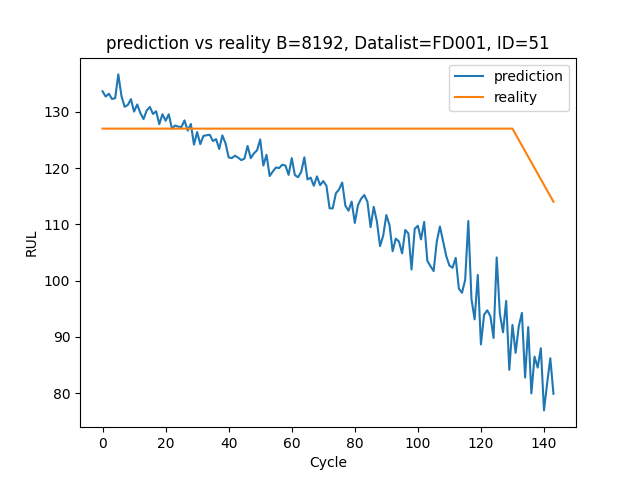 prediction vs reality B=8192, Datalist=FD001, ID=51
prediction
reality
RUL
130
120
110
100
90
80
0 20 40 60 80 100 120 140
Cycle